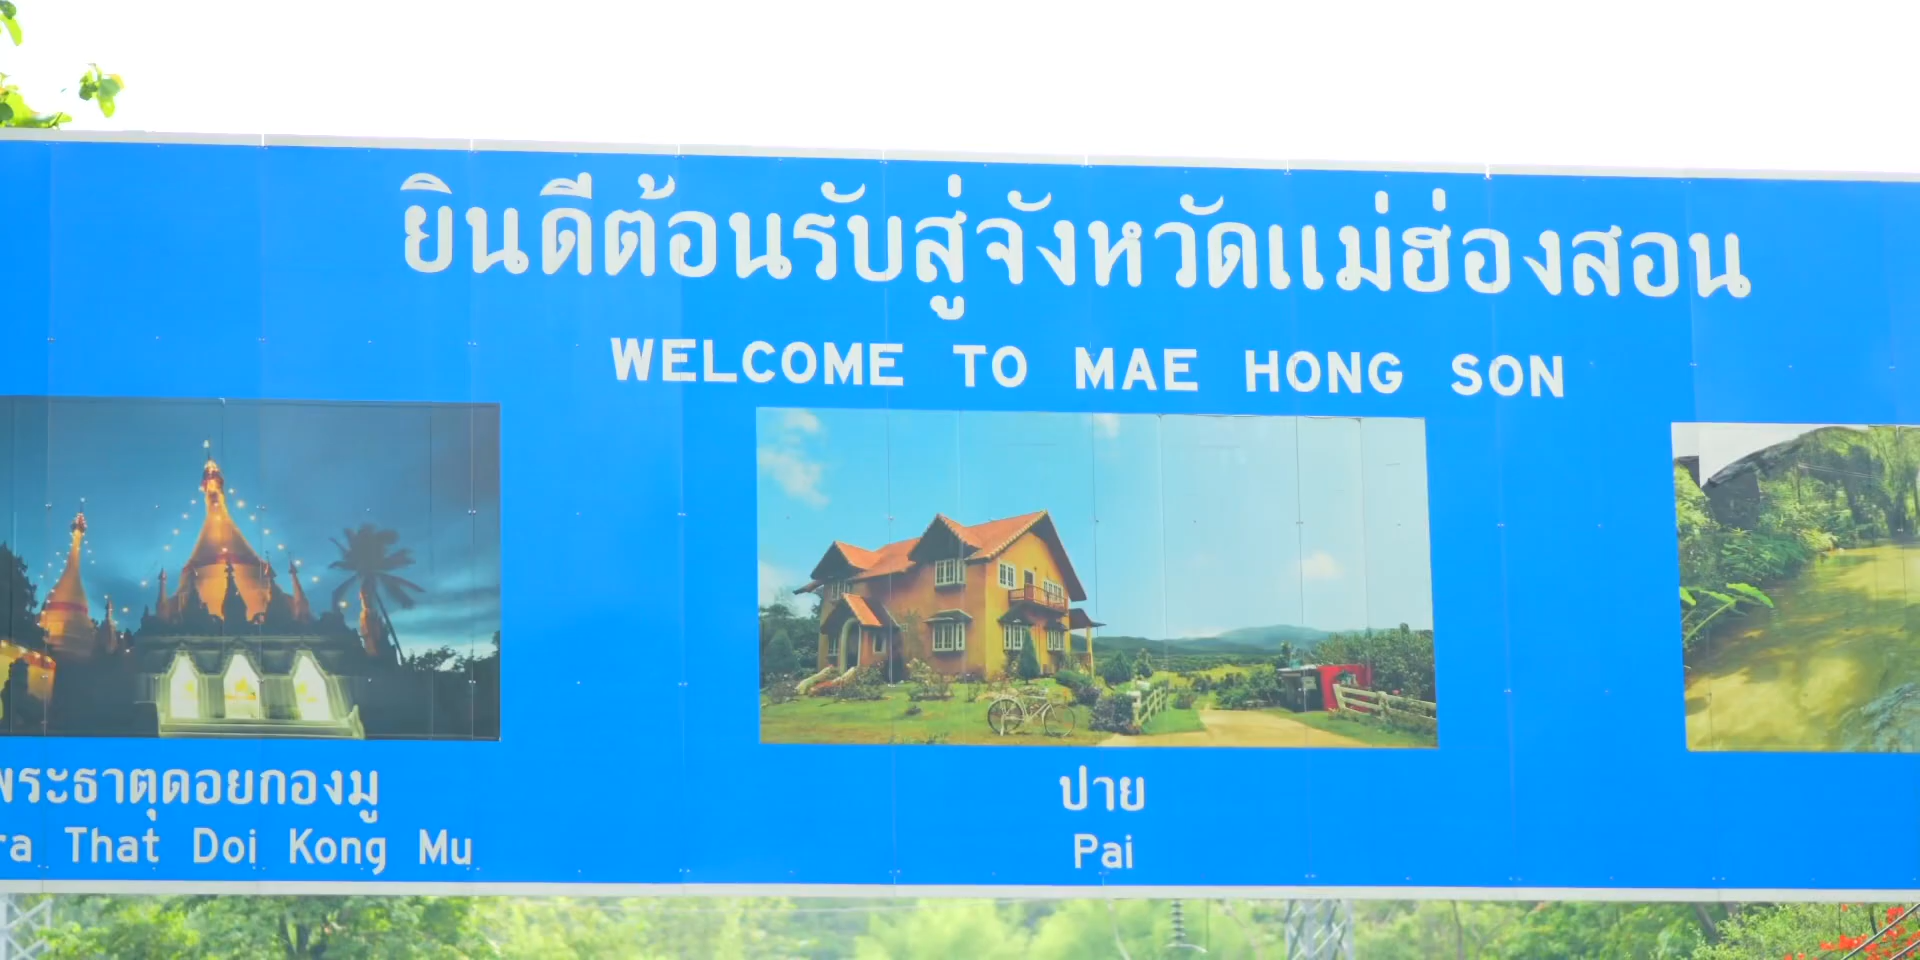 ยินดีต้อนรับสู่จังหวัดแม่ฮ่องสอน
WELCOME TO MAE HONG SON
พระธาตุดอยกองมู
ra That Doi Kong Mu
ปาย
Pai